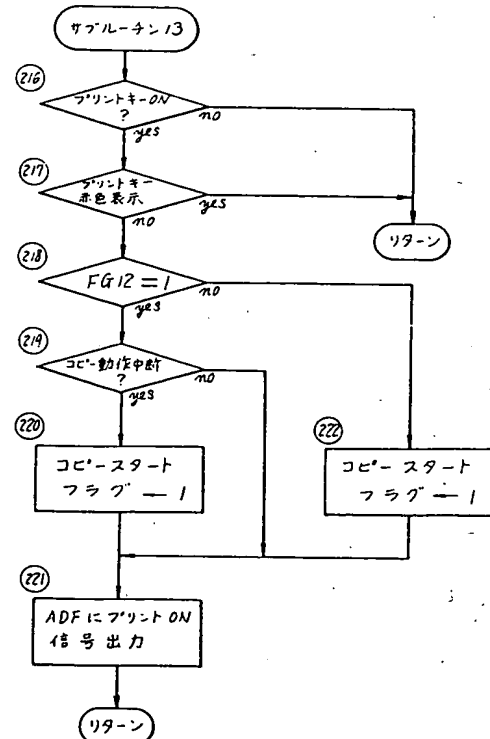 サブルーチン13
216
プリントキーON
?
no
yes
217
プリントキー
赤色表示
yes
no
リターン
218
FG12=1
no
yes
219
コピー動作中断
?
no
yes
220
コピースタート
フラグ ← 1
222
コピースタート
フラグ ← 1
221
ADFにプリントON
信号出力
リターン